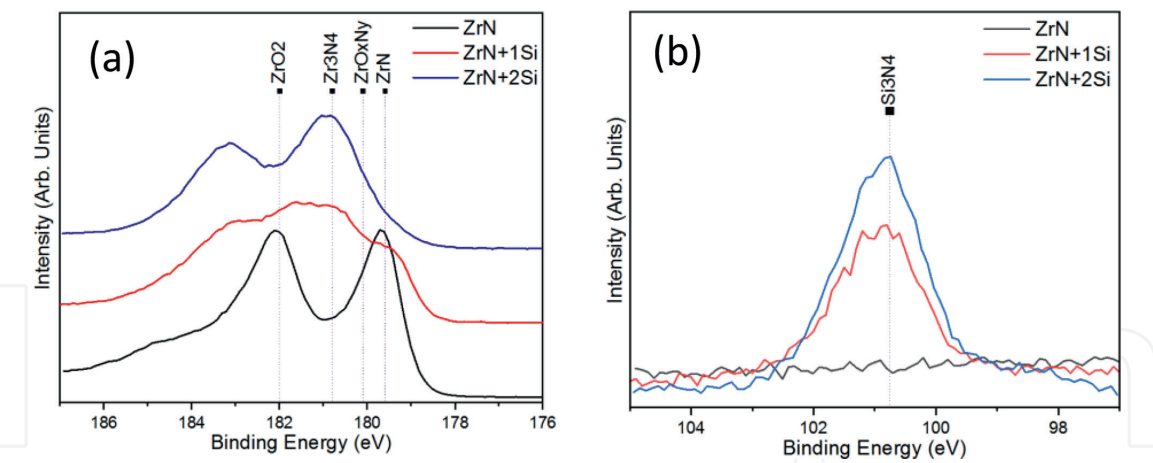 (a)
ZrN
ZrN+1Si
ZrN+2Si
ZrO2
Zr3N4
ZrOxNy
ZrN
Intensity (Arb. Units)
186 184 182 180 178 176
Binding Energy (eV)
(b)
ZrN
ZrN+1Si
ZrN+2Si
Si3N4
Intensity (Arb. Units)
104 102 100 98
Binding Energy (eV)